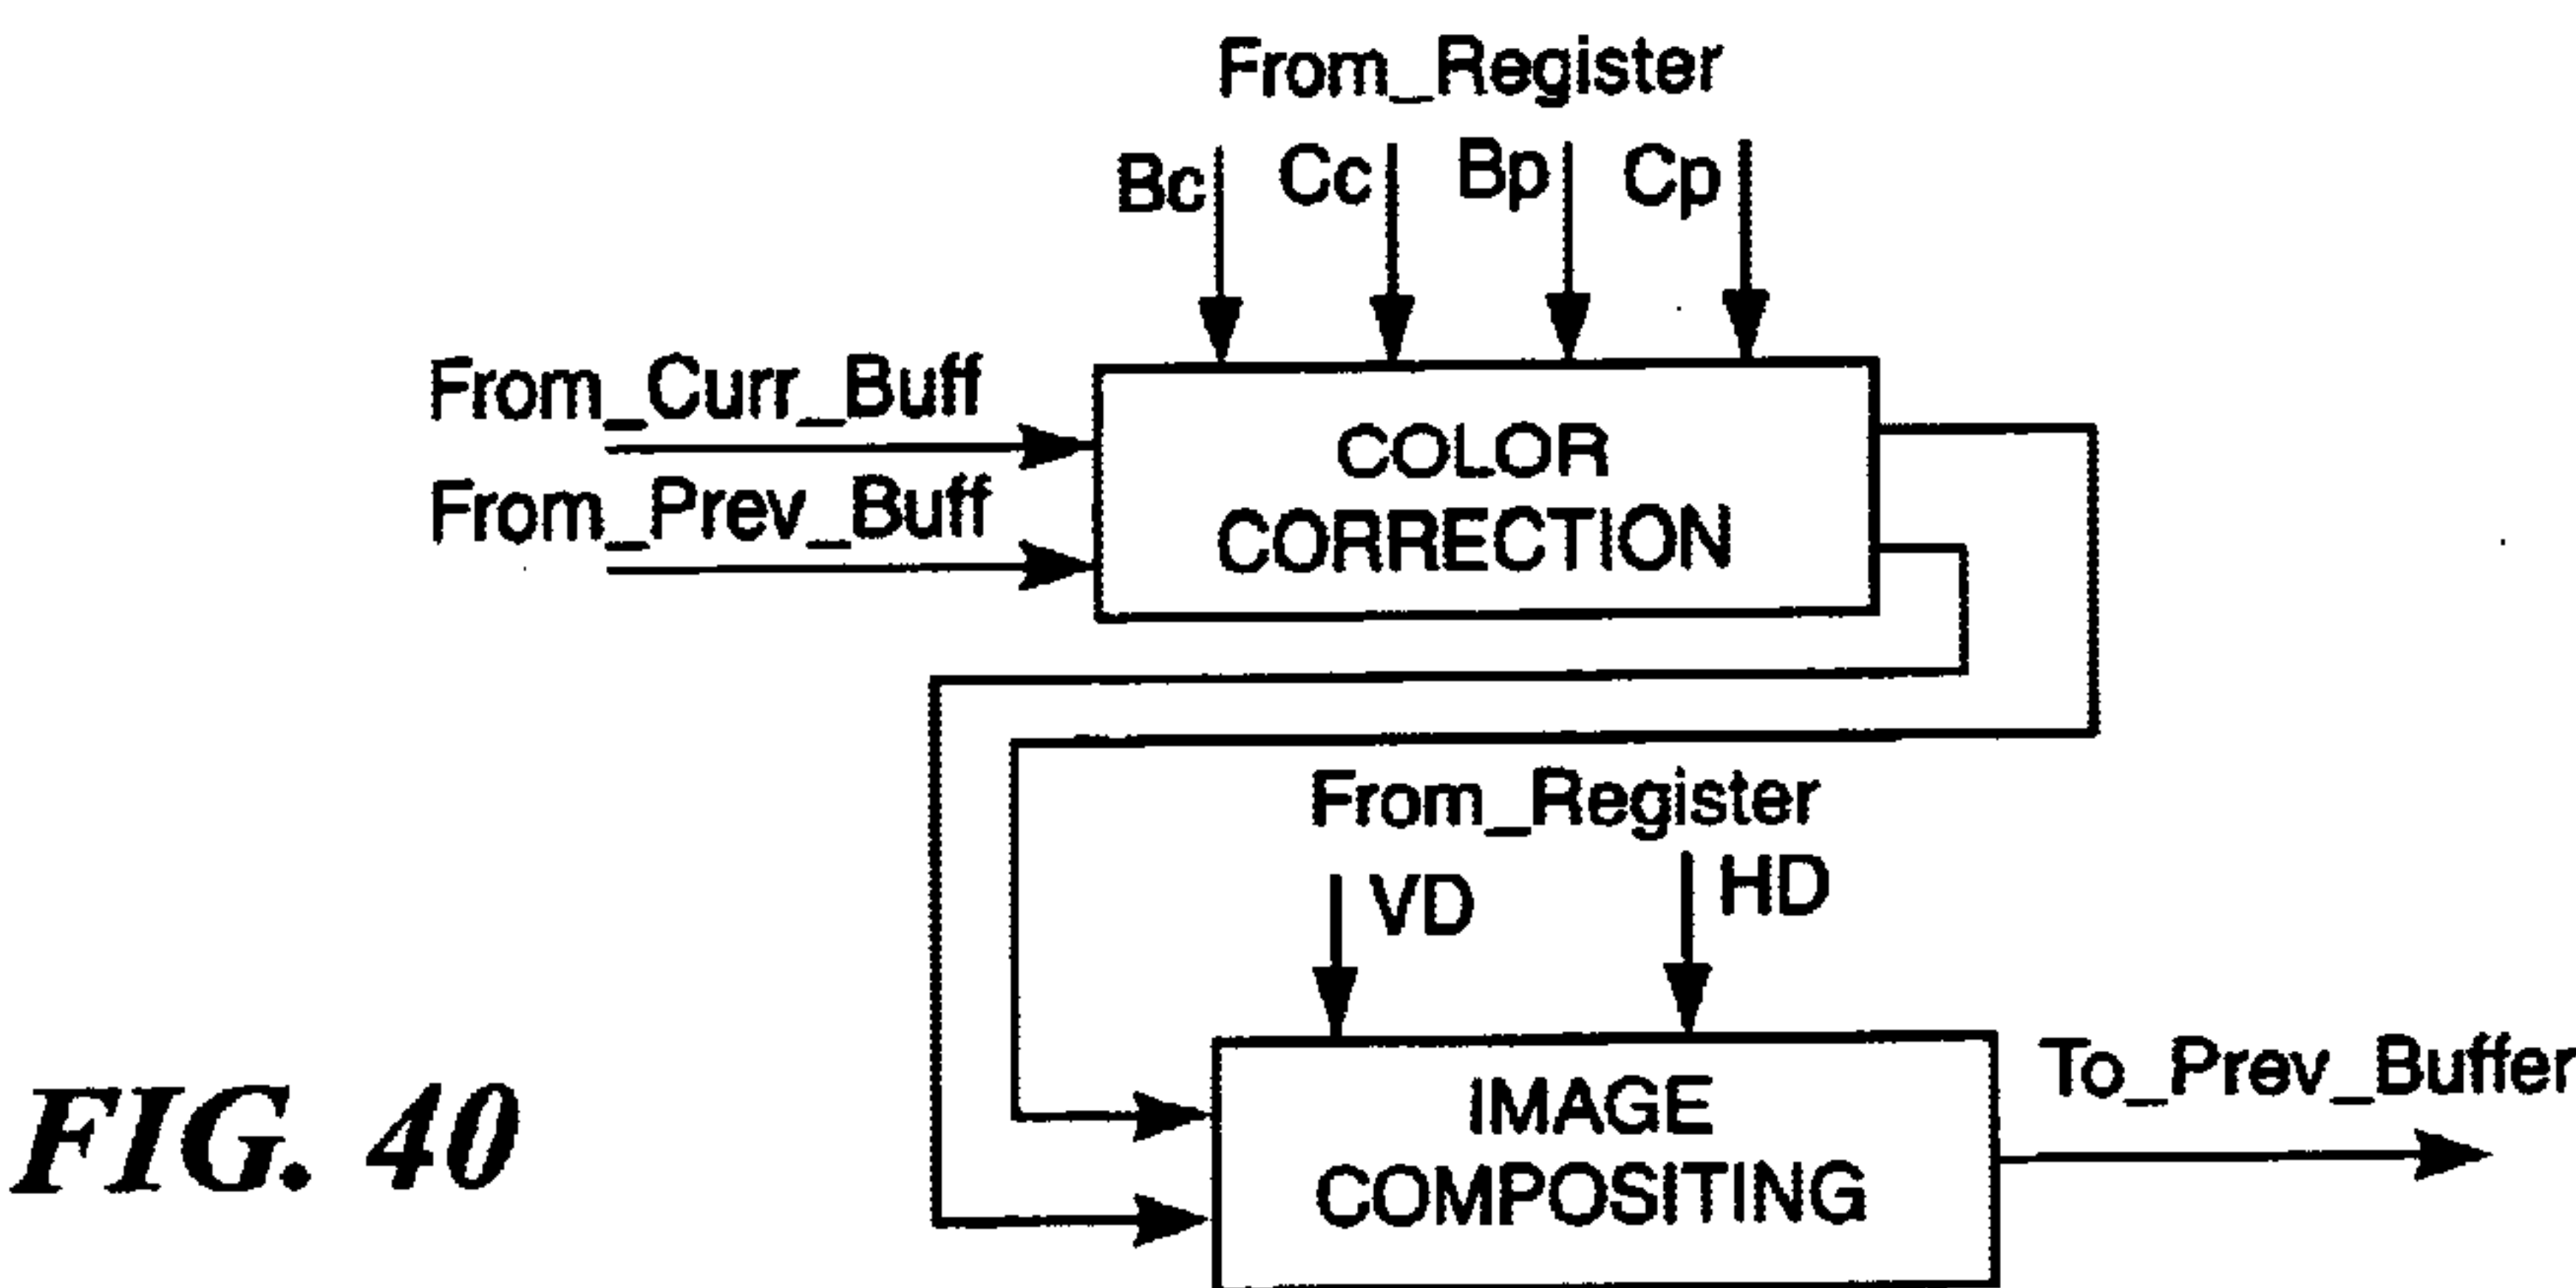 From_Register
Bc Cc Bp Cp
From_Curr_Buff
From_Prev_Buff
COLOR
CORRECTION
From_Register
VD HD
IMAGE
COMPOSITING
To_Prev_Buffer
FIG. 40